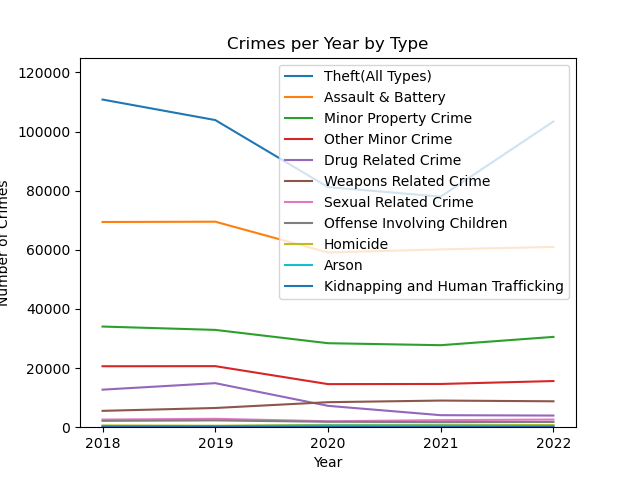 Crimes per Year by Type
Number of Crimes
120000
100000
80000
60000
40000
20000
0
Theft(All Types)
Assault & Battery
Minor Property Crime
Other Minor Crime
Drug Related Crime
Weapons Related Crime
Sexual Related Crime
Offense Involving Children
Homicide
Arson
Kidnapping and Human Trafficking
2018 2019 2020 2021 2022
Year